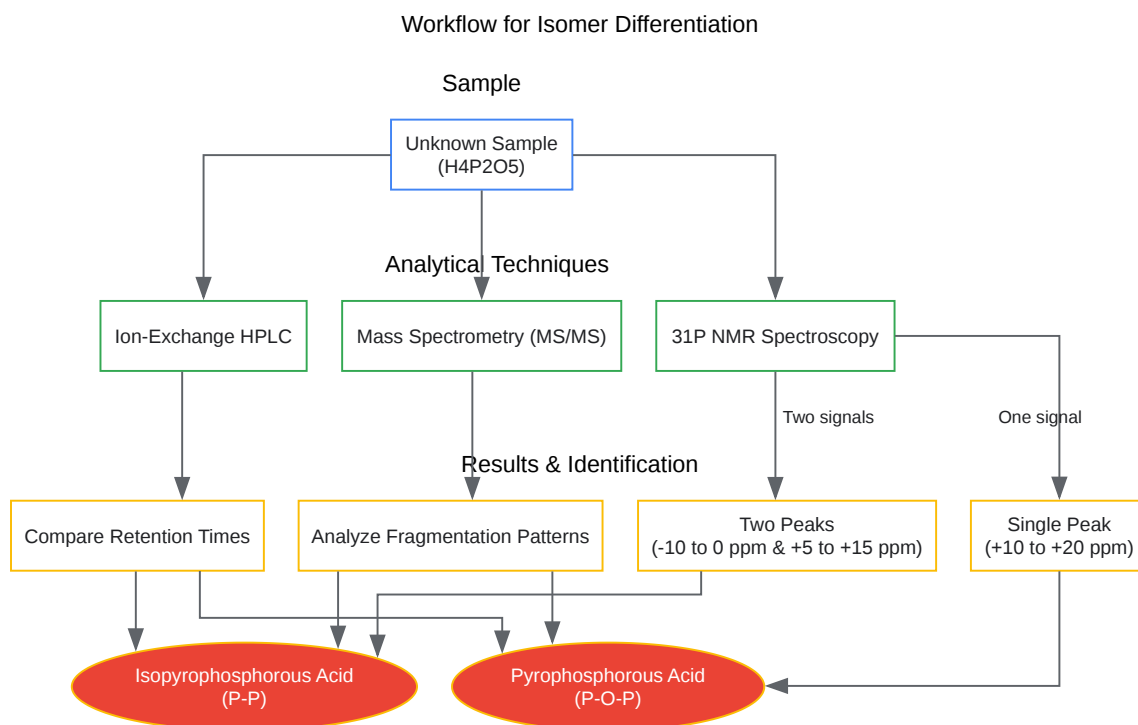 Workflow for Isomer Differentiation
Sample
Unknown Sample
(H4P2O5)
Analytical Techniques
Ion-Exchange HPLC
Mass Spectrometry (MS/MS)
31P NMR Spectroscopy
Two signals
One signal
Results & Identification
Compare Retention Times
Analyze Fragmentation Patterns
Two Peaks
(-10 to 0 ppm & +5 to +15 ppm)
Single Peak
(+10 to +20 ppm)
Isopyrophosphorous Acid
(P-P)
Pyrophosphorous Acid
(P-O-P)